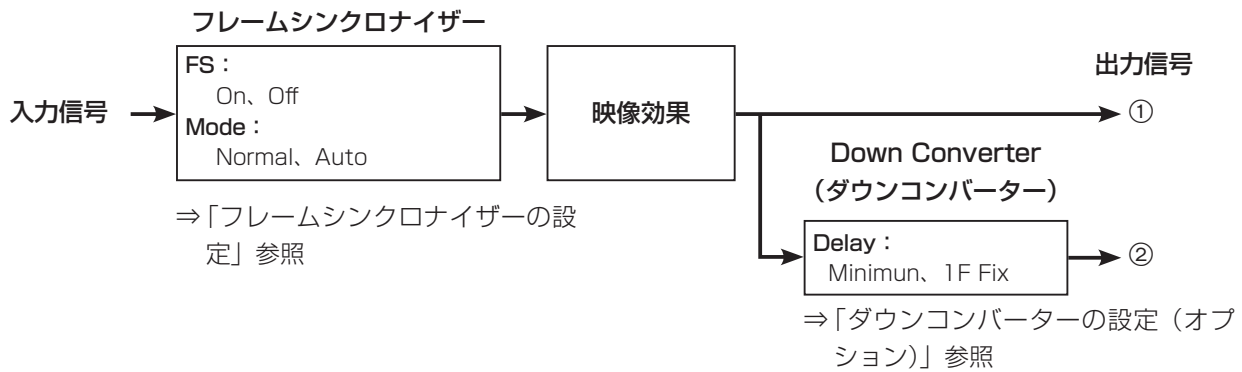 フレームシンクロナイザー
入力信号
FS：
On、Off
Mode：
Normal、Auto
⇒「フレームシンクロナイザーの設
定」参照
映像効果
出力信号
①
Down Converter
（ダウンコンバーター）
Delay：
Minimun、1F Fix
②
⇒「ダウンコンバーターの設定（オプ
ション）」参照